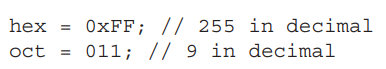 hex = 0xFF; // 255 in decimal
oct = 011; // 9 in decimal